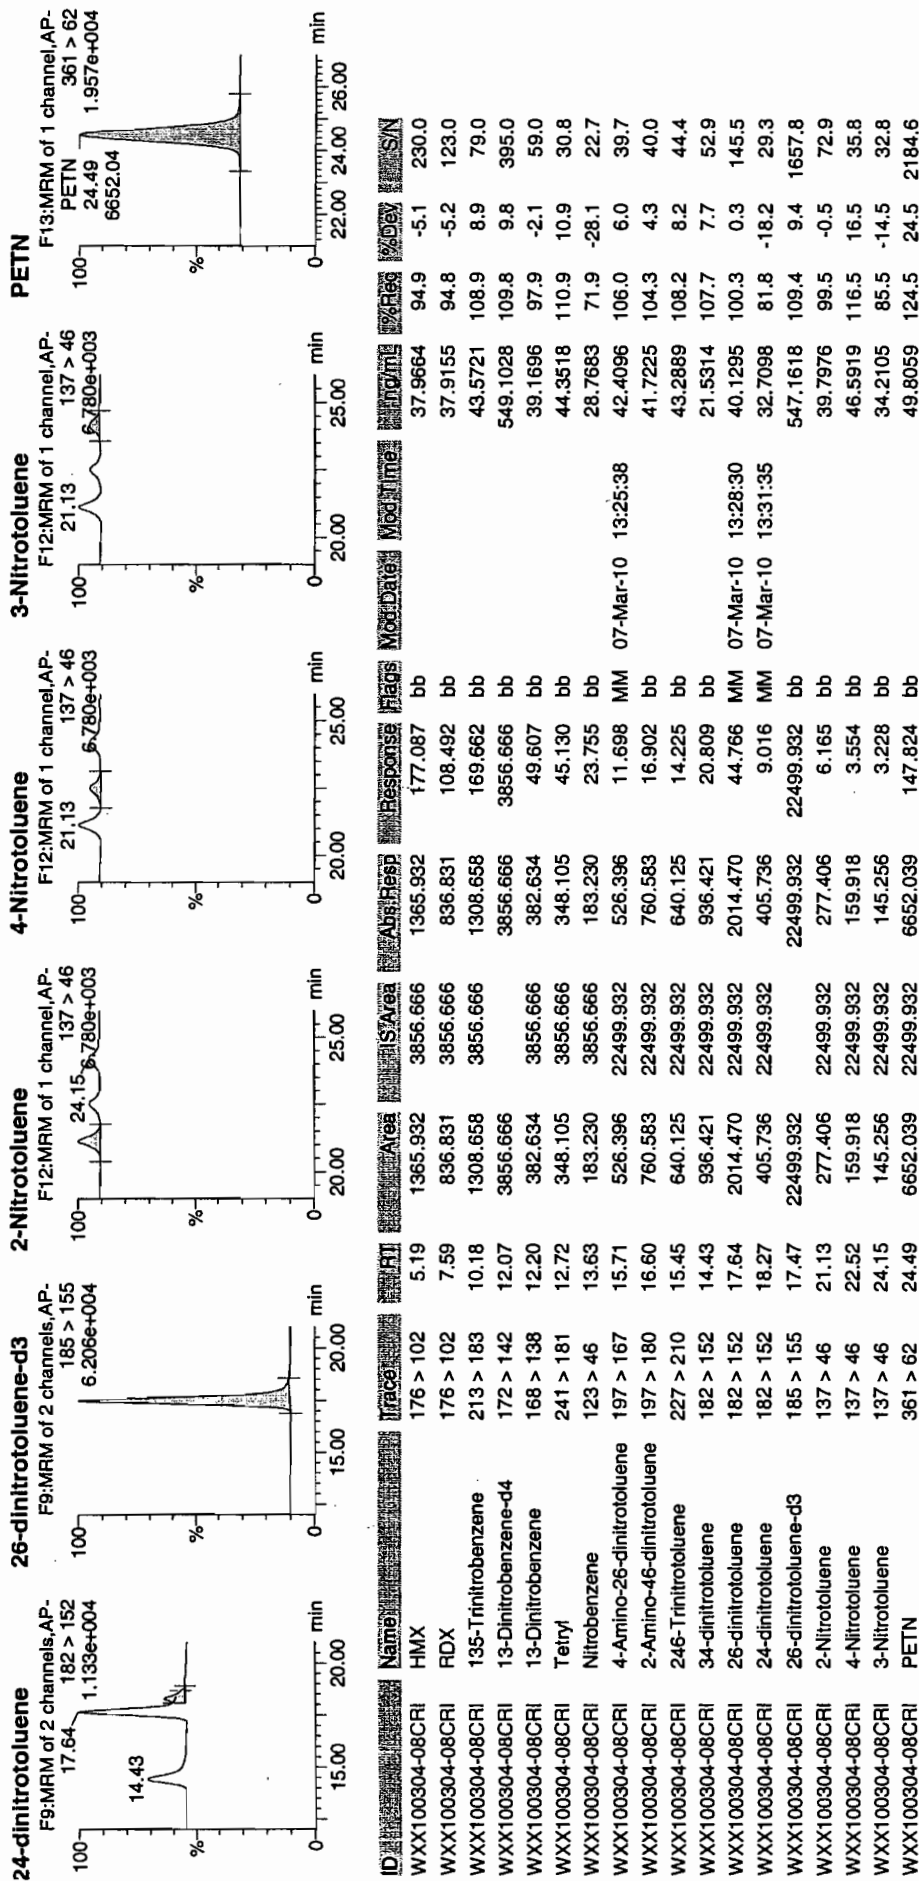 24-dinitrotoluene
F9:MRM of 2 channels,AP-
182 > 152
1.133e+004
17.64
14.43
100
%
0
15.00 20.00 min
26-dinitrotoluene-d3
F9:MRM of 2 channels,AP-
185 > 155
6.206e+004
100
%
0
15.00 20.00 min
2-Nitrotoluene
F12:MRM of 1 channel,AP-
137 > 46
6.780e+003
24.15
100
%
0
20.00 25.00 min
4-Nitrotoluene
F12:MRM of 1 channel,AP-
137 > 46
6.780e+003
21.13
100
%
0
20.00 25.00 min
3-Nitrotoluene
F12:MRM of 1 channel,AP-
137 > 46
6.780e+003
21.13
100
%
0
20.00 25.00 min
PETN
F13:MRM of 1 channel,AP-
361 > 62
1.957e+004
PETN
24.49
6652.04
100
%
0
22.00 24.00 26.00 min
ID Name Trace RT Area IS Area Abs.Resp Response Flags Mod.Date Mod.Time ng/mL %Rec %Dev S/N
WXX100304-08CRI HMX 176 > 102 5.19 1365.932 3856.666 1365.932 177.087 bb 37.9664 94.9 -5.1 230.0
WXX100304-08CRI RDX 176 > 102 7.59 836.831 3856.666 836.831 108.492 bb 37.9155 94.8 -5.2 123.0
WXX100304-08CRI 135-Trinitrobenzene 213 > 183 10.18 1308.658 3856.666 1308.658 169.662 bb 43.5721 108.9 8.9 79.0
WXX100304-08CRI 13-Dinitrobenzene-d4 172 > 142 12.07 3856.666 3856.666 3856.666 bb 549.1028 109.8 9.8 395.0
WXX100304-08CRI 13-Dinitrobenzene 168 > 138 12.20 382.634 3856.666 382.634 49.607 bb 39.1696 97.9 -2.1 59.0
WXX100304-08CRI Tetryl 241 > 181 12.72 348.105 3856.666 348.105 45.130 bb 44.3518 110.9 10.9 30.8
WXX100304-08CRI Nitrobenzene 123 > 46 13.63 183.230 3856.666 183.230 23.755 bb 28.7683 71.9 -28.1 22.7
WXX100304-08CRI 4-Amino-26-dinitrotoluene 197 > 167 15.71 526.396 22499.932 526.396 11.698 MM 07-Mar-10 13:25:38 42.4096 106.0 6.0 39.7
WXX100304-08CRI 2-Amino-46-dinitrotoluene 197 > 180 16.60 760.583 22499.932 760.583 16.902 bb 41.7225 104.3 4.3 40.0
WXX100304-08CRI 246-Trinitrotoluene 227 > 210 15.45 640.125 22499.932 640.125 14.225 bb 43.2889 108.2 8.2 44.4
WXX100304-08CRI 34-dinitrotoluene 182 > 152 14.43 936.421 22499.932 936.421 20.809 bb 21.5314 107.7 7.7 52.9
WXX100304-08CRI 26-dinitrotoluene 182 > 152 17.64 2014.470 22499.932 2014.470 44.766 MM 07-Mar-10 13:28:30 40.1295 100.3 0.3 145.5
WXX100304-08CRI 24-dinitrotoluene 182 > 152 18.27 405.736 22499.932 405.736 9.016 MM 07-Mar-10 13:31:35 32.7098 81.8 -18.2 29.3
WXX100304-08CRI 26-dinitrotoluene-d3 185 > 155 17.47 22499.932 22499.932 22499.932 bb 547.1618 109.4 9.4 1657.8
WXX100304-08CRI 2-Nitrotoluene 137 > 46 21.13 277.406 22499.932 277.406 6.165 bb 39.7976 99.5 -0.5 72.9
WXX100304-08CRI 4-Nitrotoluene 137 > 46 22.52 159.918 22499.932 159.918 3.554 bb 46.5919 116.5 16.5 35.8
WXX100304-08CRI 3-Nitrotoluene 137 > 46 24.15 145.256 22499.932 145.256 3.228 bb 34.2105 85.5 -14.5 32.8
WXX100304-08CRI PETN 361 > 62 24.49 6652.039 22499.932 6652.039 147.824 bb 49.8059 124.5 24.5 2184.6